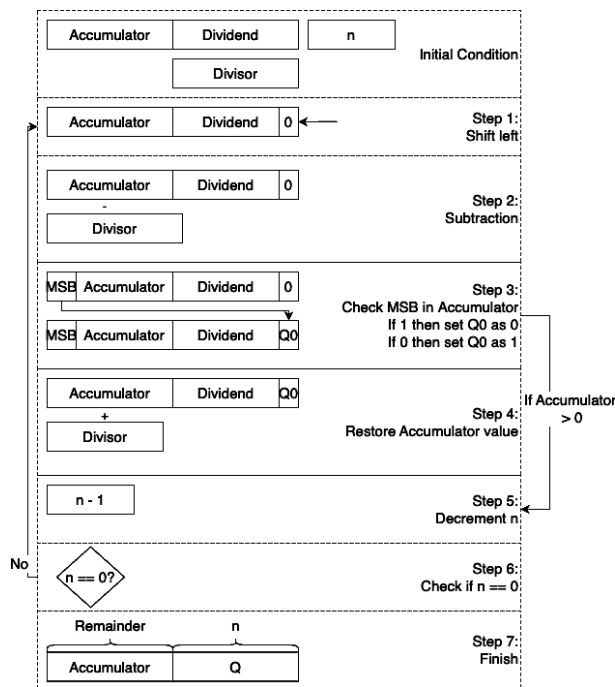 Accumulator Dividend n
Initial Condition
Divisor
Step 1:
Accumulator Dividend 0
Shift left
Accumulator Dividend 0
Step 2:
-
Subtraction
Divisor
MSB Accumulator Dividend 0
Step 3:
Check MSB in Accumulator
If 1 then set Q0 as 0
MSB Accumulator Dividend Q0
If 0 then set Q0 as 1
Accumulator Dividend Q0
If Accumulator
> 0
+
Step 4:
Divisor
Restore Accumulator value
n - 1
Step 5:
Decrement n
No
n == 0?
Step 6:
Check if n == 0
Remainder n
Step 7:
Accumulator Q
Finish